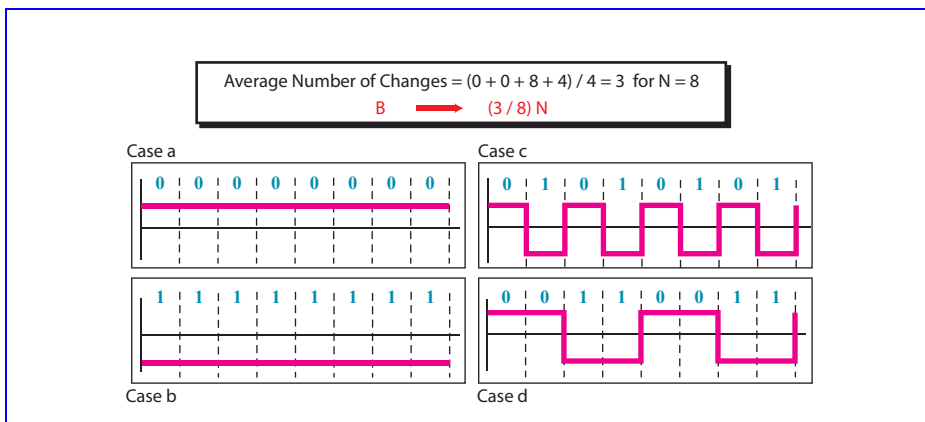 Average Number of Changes = (0 + 0 + 8 + 4) / 4 = 3 for N = 8
B (3 / 8) N
Case a
0 0 0 0 0 0 0 0
Case c
0 1 0 1 0 1 0 1
1 1 1 1 1 1 1 1
Case b
0 0 1 1 0 0 1 1
Case d